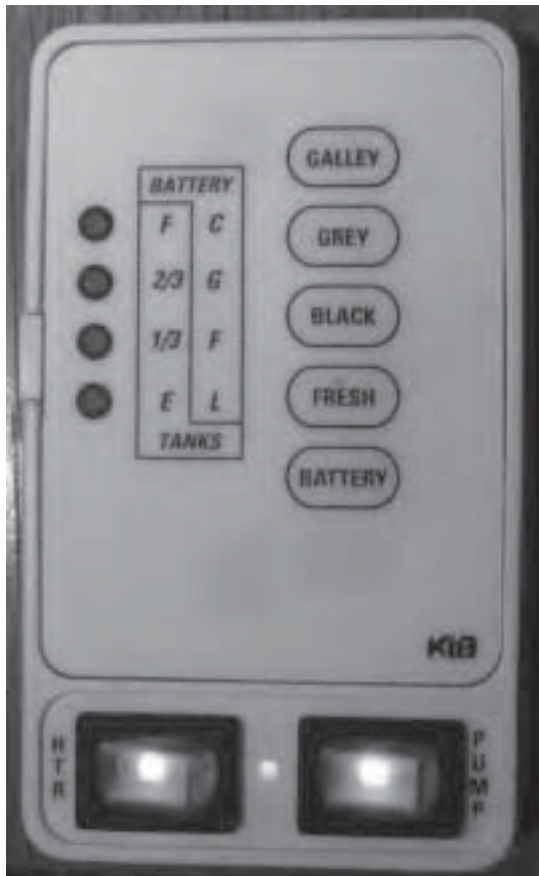 GALLEY
BATTERY
F C
GREY
2/3 G
BLACK
1/3 F
FRESH
E L
TANKS
BATTERY
KIB
HTR
PUMP